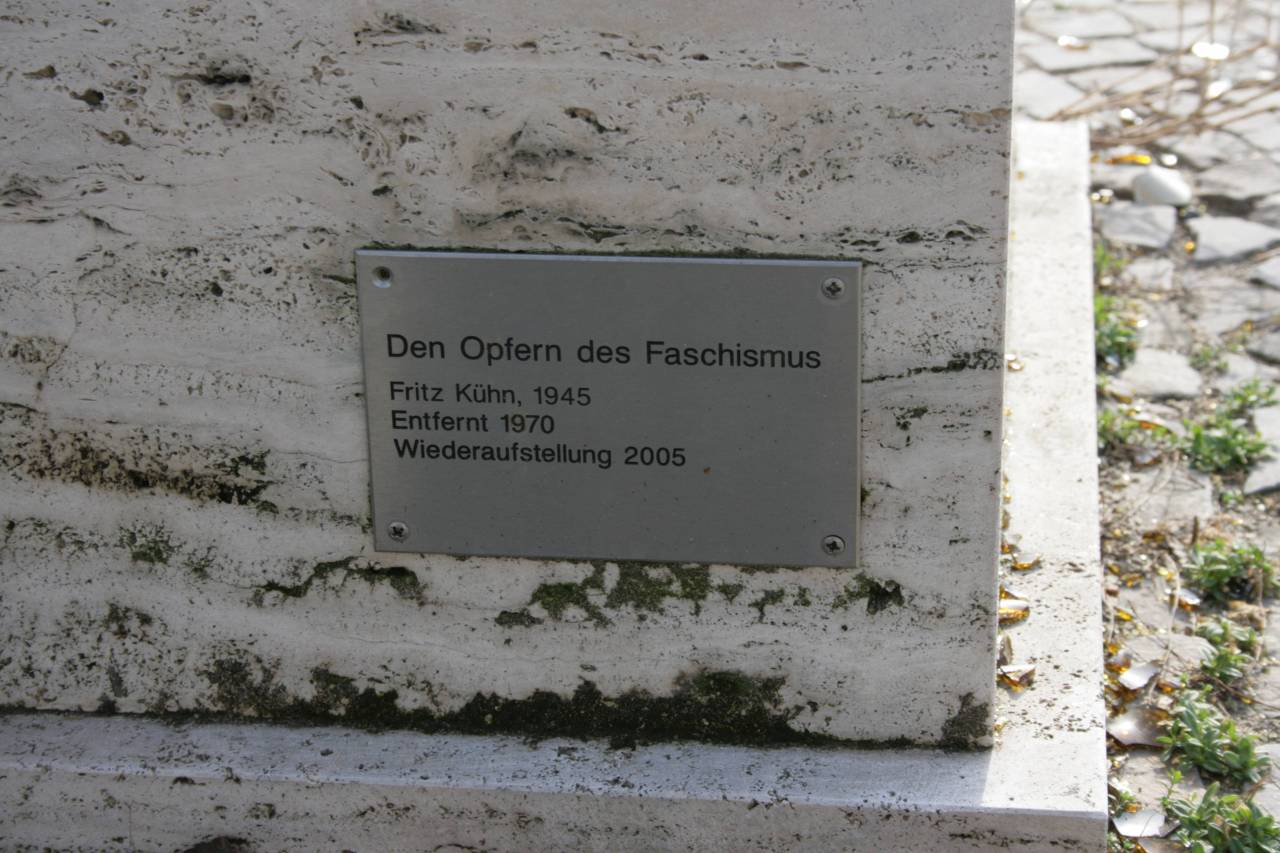 Den Opfern des Faschismus
Fritz Kühn, 1945
Entfernt 1970
Wiederaufstellung 2005